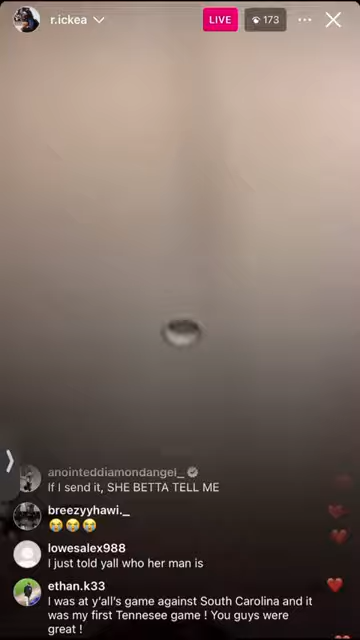 r.ickea
LIVE
173
anointeddiamondangel_
If I send it, SHE BETTA TELL ME
breezyyhawi._
lowesalex988
I just told yall who her man is
ethan.k33
I was at y'all's game against South Carolina and it
was my first Tennesee game ! You guys were
great !